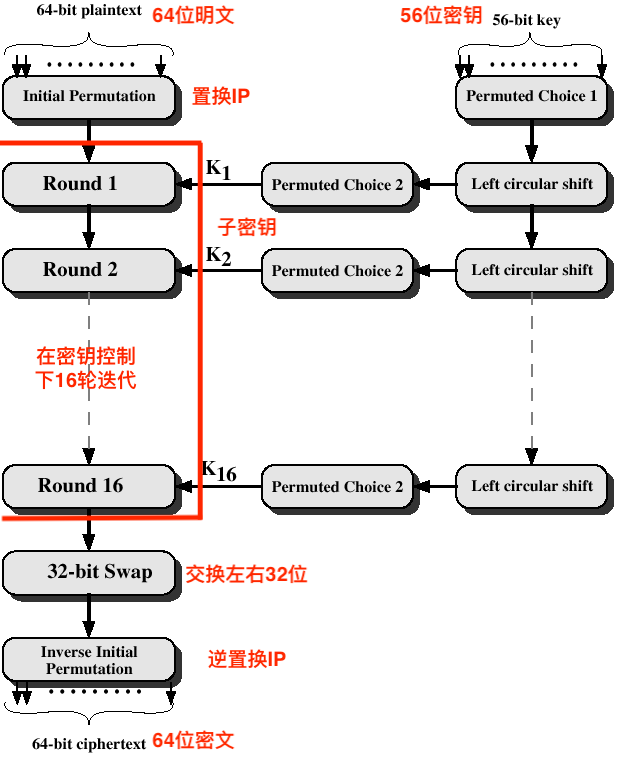 64-bit plaintext 64位明文
56位密钥 56-bit key
Initial Permutation 置换IP
Permuted Choice 1
Round 1
K1
Permuted Choice 2
Left circular shift
子密钥
Round 2
K2
Permuted Choice 2
Left circular shift
在密钥控制
下16轮迭代
Round 16
K16
Permuted Choice 2
Left circular shift
32-bit Swap 交换左右32位
Inverse Initial
Permutation
逆置换IP
64-bit ciphertext 64位密文